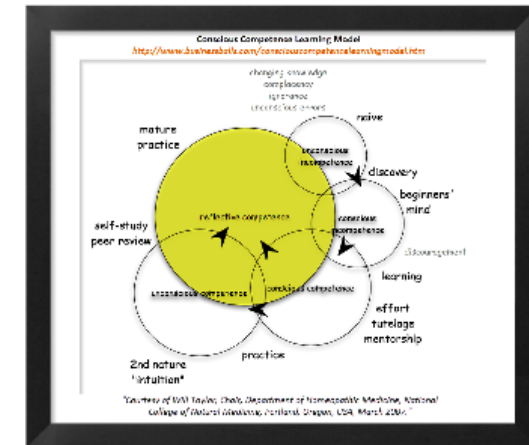 Conscious Competence Learning Model
http://www.businessballs.com/consciouscompetencelearningmodel.htm
changing knowledge
complacency
ignorance
unconscious errors
naive
mature
practice
unconscious
incompetence
discovery
beginners'
mind
self-study
peer review
reflective competence
conscious
incompetence
discouragement
learning
unconscious competence
conscious competence
effort
tutelage
mentorship
practice
2nd nature
"intuition"
"Courtesy of Will Taylor, Chair, Department of Homeopathic Medicine, National
College of Natural Medicine, Portland, Oregon, USA, March 2007."